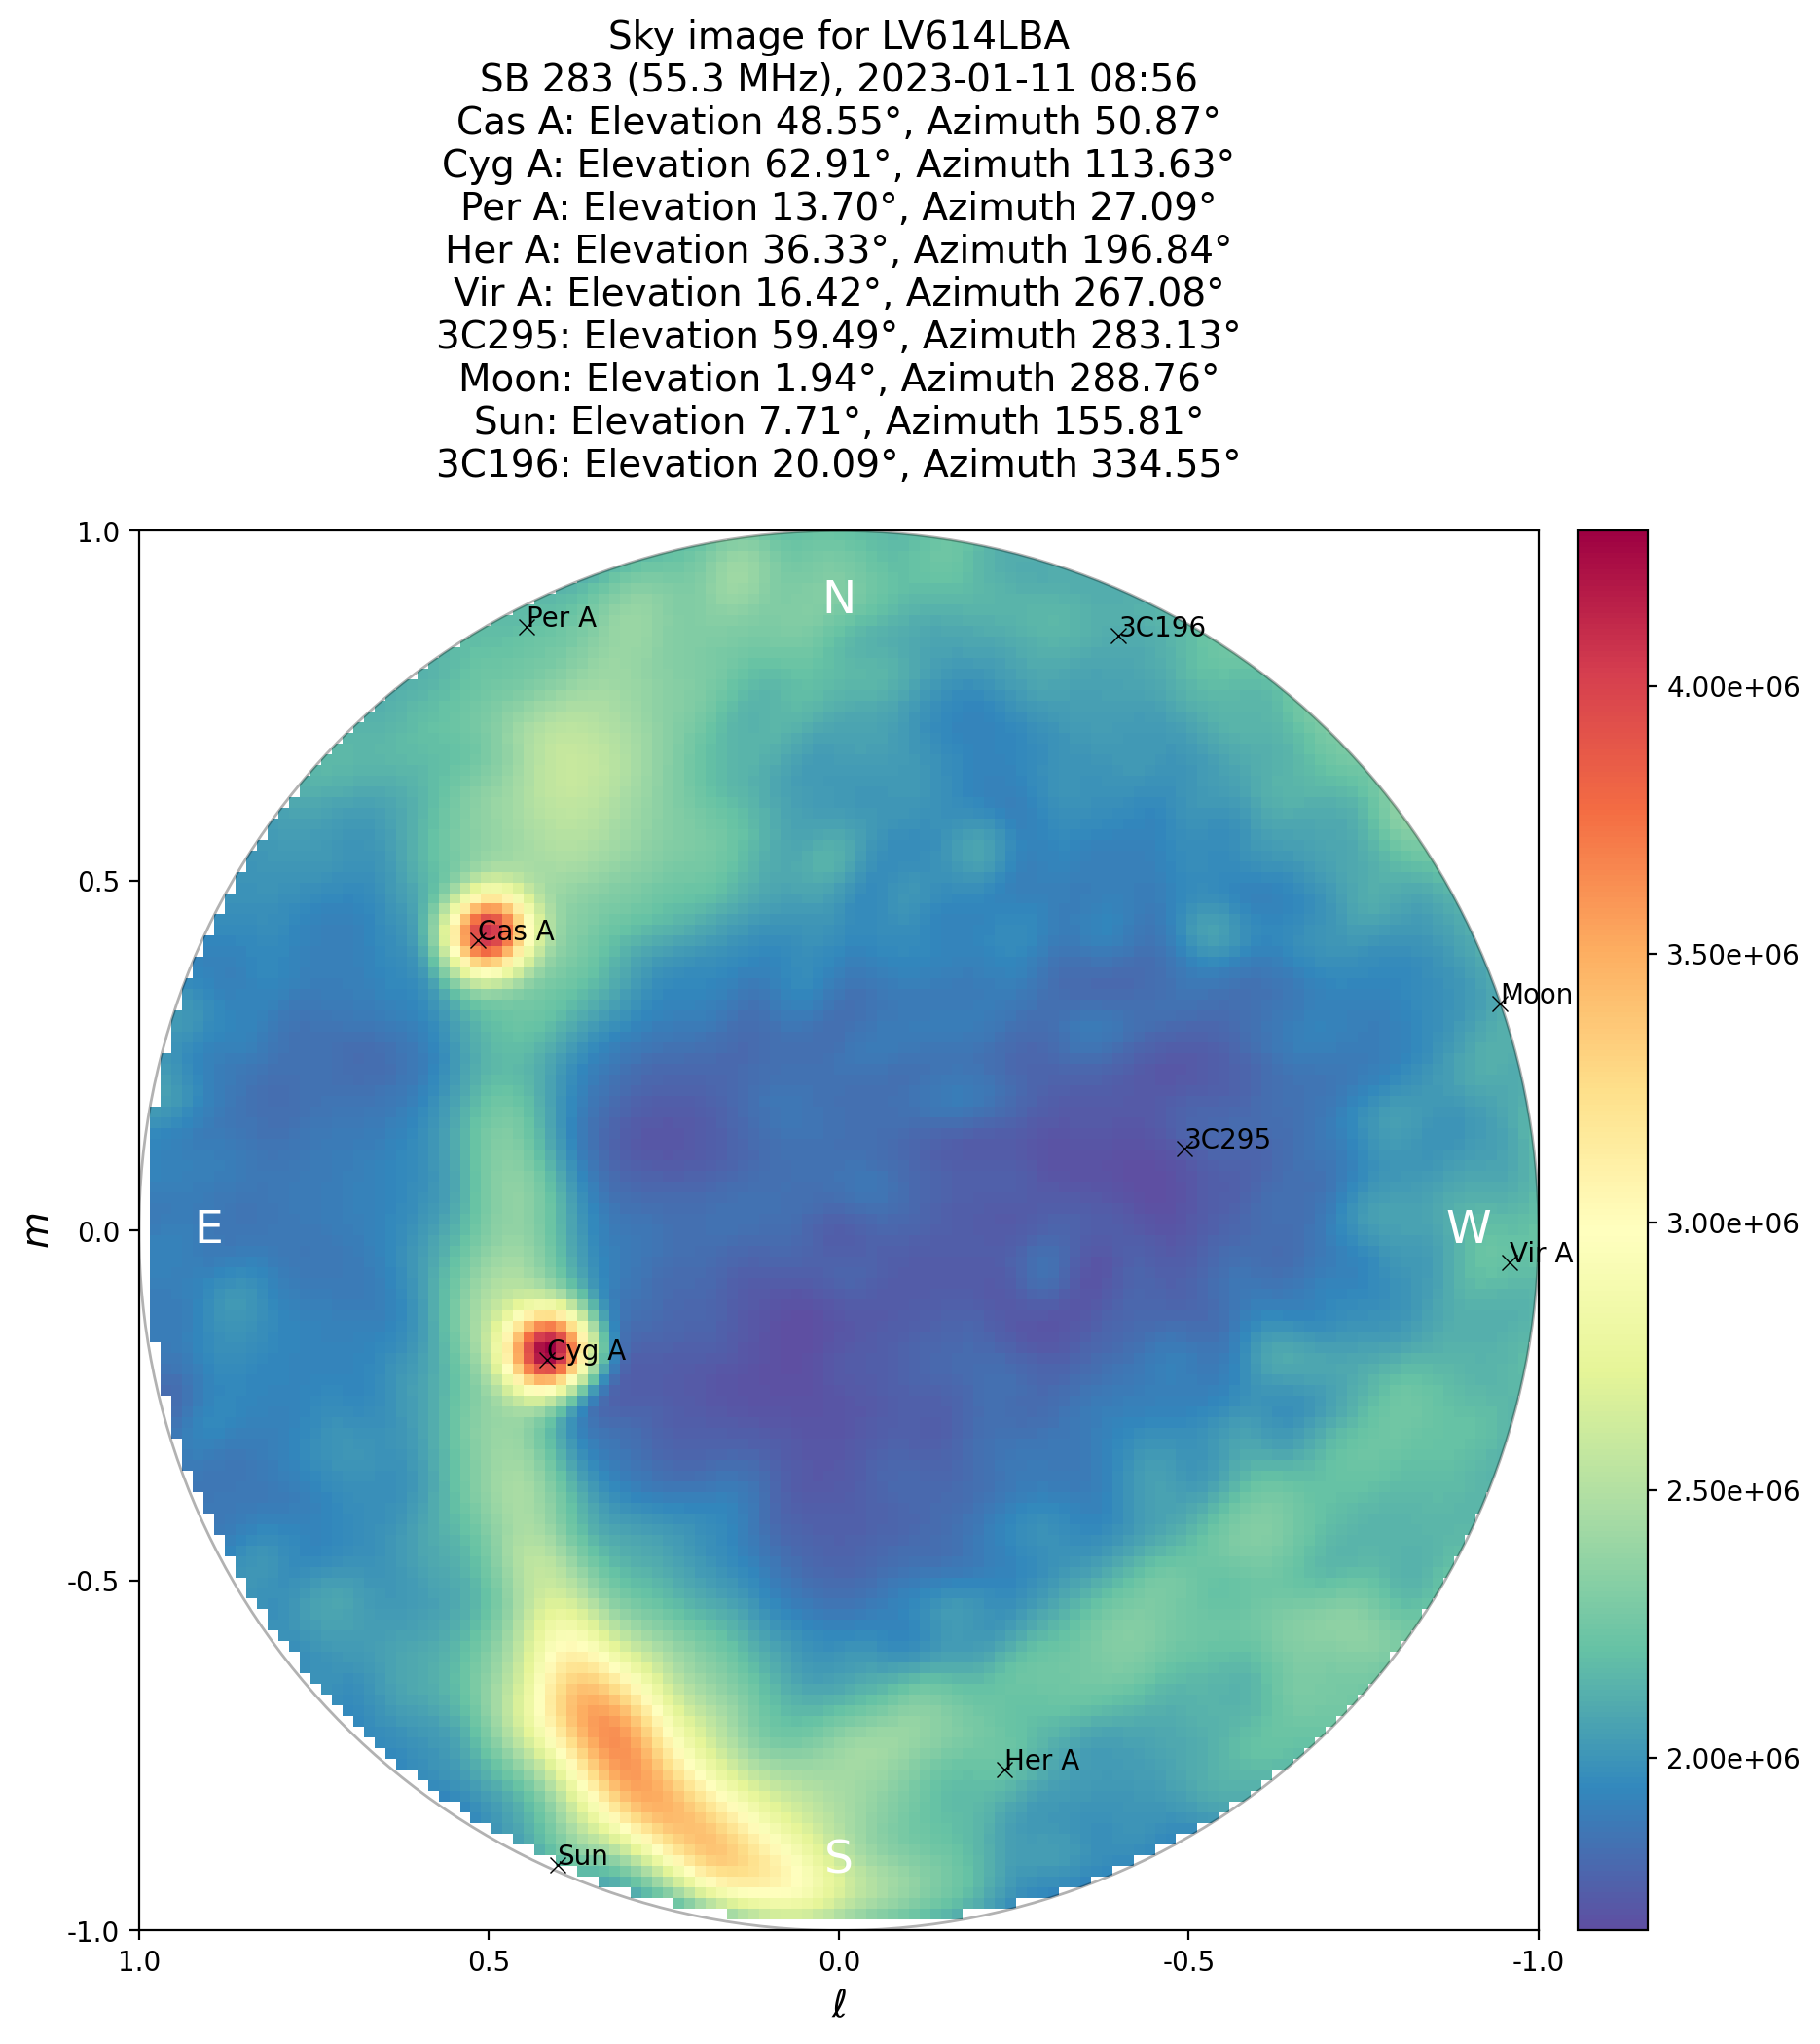 Sky image for LV614LBA
SB 283 (55.3 MHz), 2023-01-11 08:56
Cas A: Elevation 48.55°, Azimuth 50.87°
Cyg A: Elevation 62.91°, Azimuth 113.63°
Per A: Elevation 13.70°, Azimuth 27.09°
Her A: Elevation 36.33°, Azimuth 196.84°
Vir A: Elevation 16.42°, Azimuth 267.08°
3C295: Elevation 59.49°, Azimuth 283.13°
Moon: Elevation 1.94°, Azimuth 288.76°
Sun: Elevation 7.71°, Azimuth 155.81°
3C196: Elevation 20.09°, Azimuth 334.55°
1.0
N
Per A
3C196
4.00e+06
0.5
Cas A
3.50e+06
Moon
3C295
3.00e+06
m
0.0
E
W
Vir A
Cyg A
2.50e+06
-0.5
Her A
2.00e+06
Sun
S
-1.0
1.0
0.5
0.0
-0.5
-1.0
ℓ